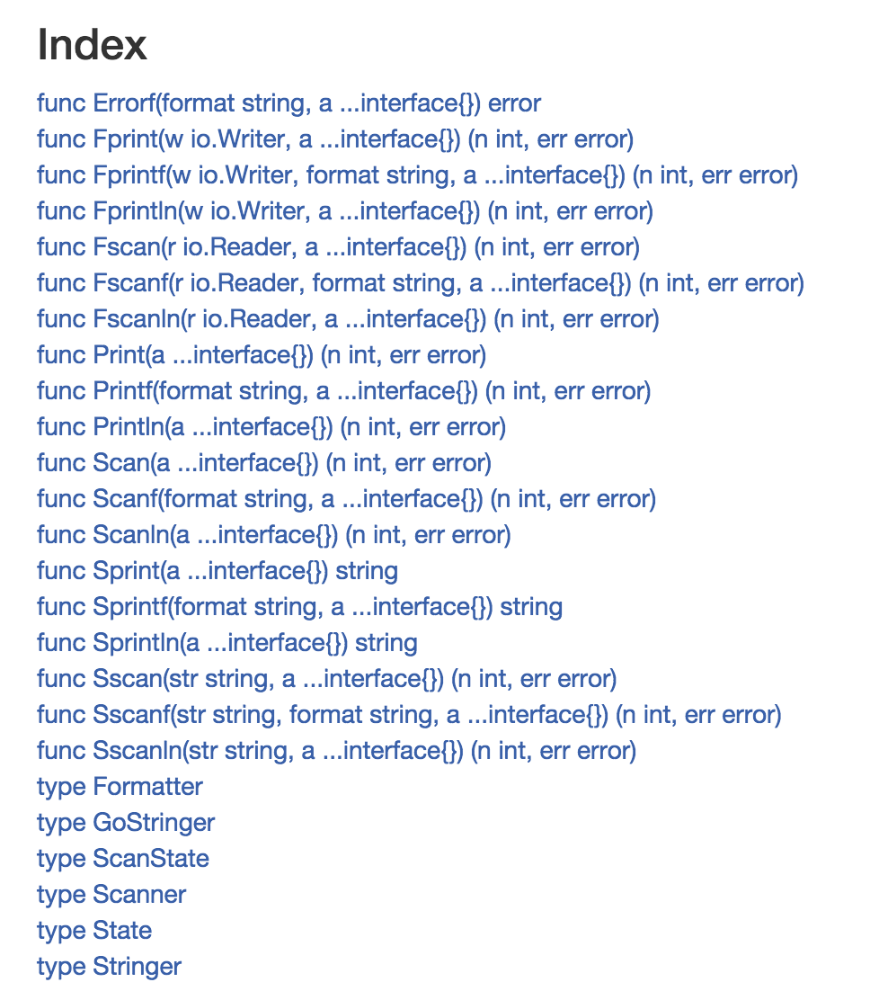 Index
func Errorf(format string, a ...interface{}) error
func Fprint(w io.Writer, a ...interface{}) (n int, err error)
func Fprintf(w io.Writer, format string, a ...interface{}) (n int, err error)
func Fprintln(w io.Writer, a ...interface{}) (n int, err error)
func Fscan(r io.Reader, a ...interface{}) (n int, err error)
func Fscanf(r io.Reader, format string, a ...interface{}) (n int, err error)
func Fscanln(r io.Reader, a ...interface{}) (n int, err error)
func Print(a ...interface{}) (n int, err error)
func Printf(format string, a ...interface{}) (n int, err error)
func Println(a ...interface{}) (n int, err error)
func Scan(a ...interface{}) (n int, err error)
func Scanf(format string, a ...interface{}) (n int, err error)
func Scanln(a ...interface{}) (n int, err error)
func Sprint(a ...interface{}) string
func Sprintf(format string, a ...interface{}) string
func Sprintln(a ...interface{}) string
func Sscan(str string, a ...interface{}) (n int, err error)
func Sscanf(str string, format string, a ...interface{}) (n int, err error)
func Sscanln(str string, a ...interface{}) (n int, err error)
type Formatter
type GoStringer
type ScanState
type Scanner
type State
type Stringer